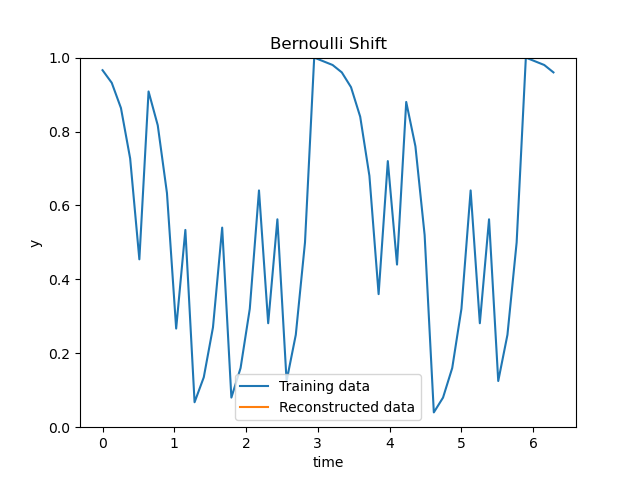 Bernoulli Shift
1.0
0.8
0.6
0.4
0.2
0.0
y
Training data
Reconstructed data
0 1 2 3 4 5 6
time